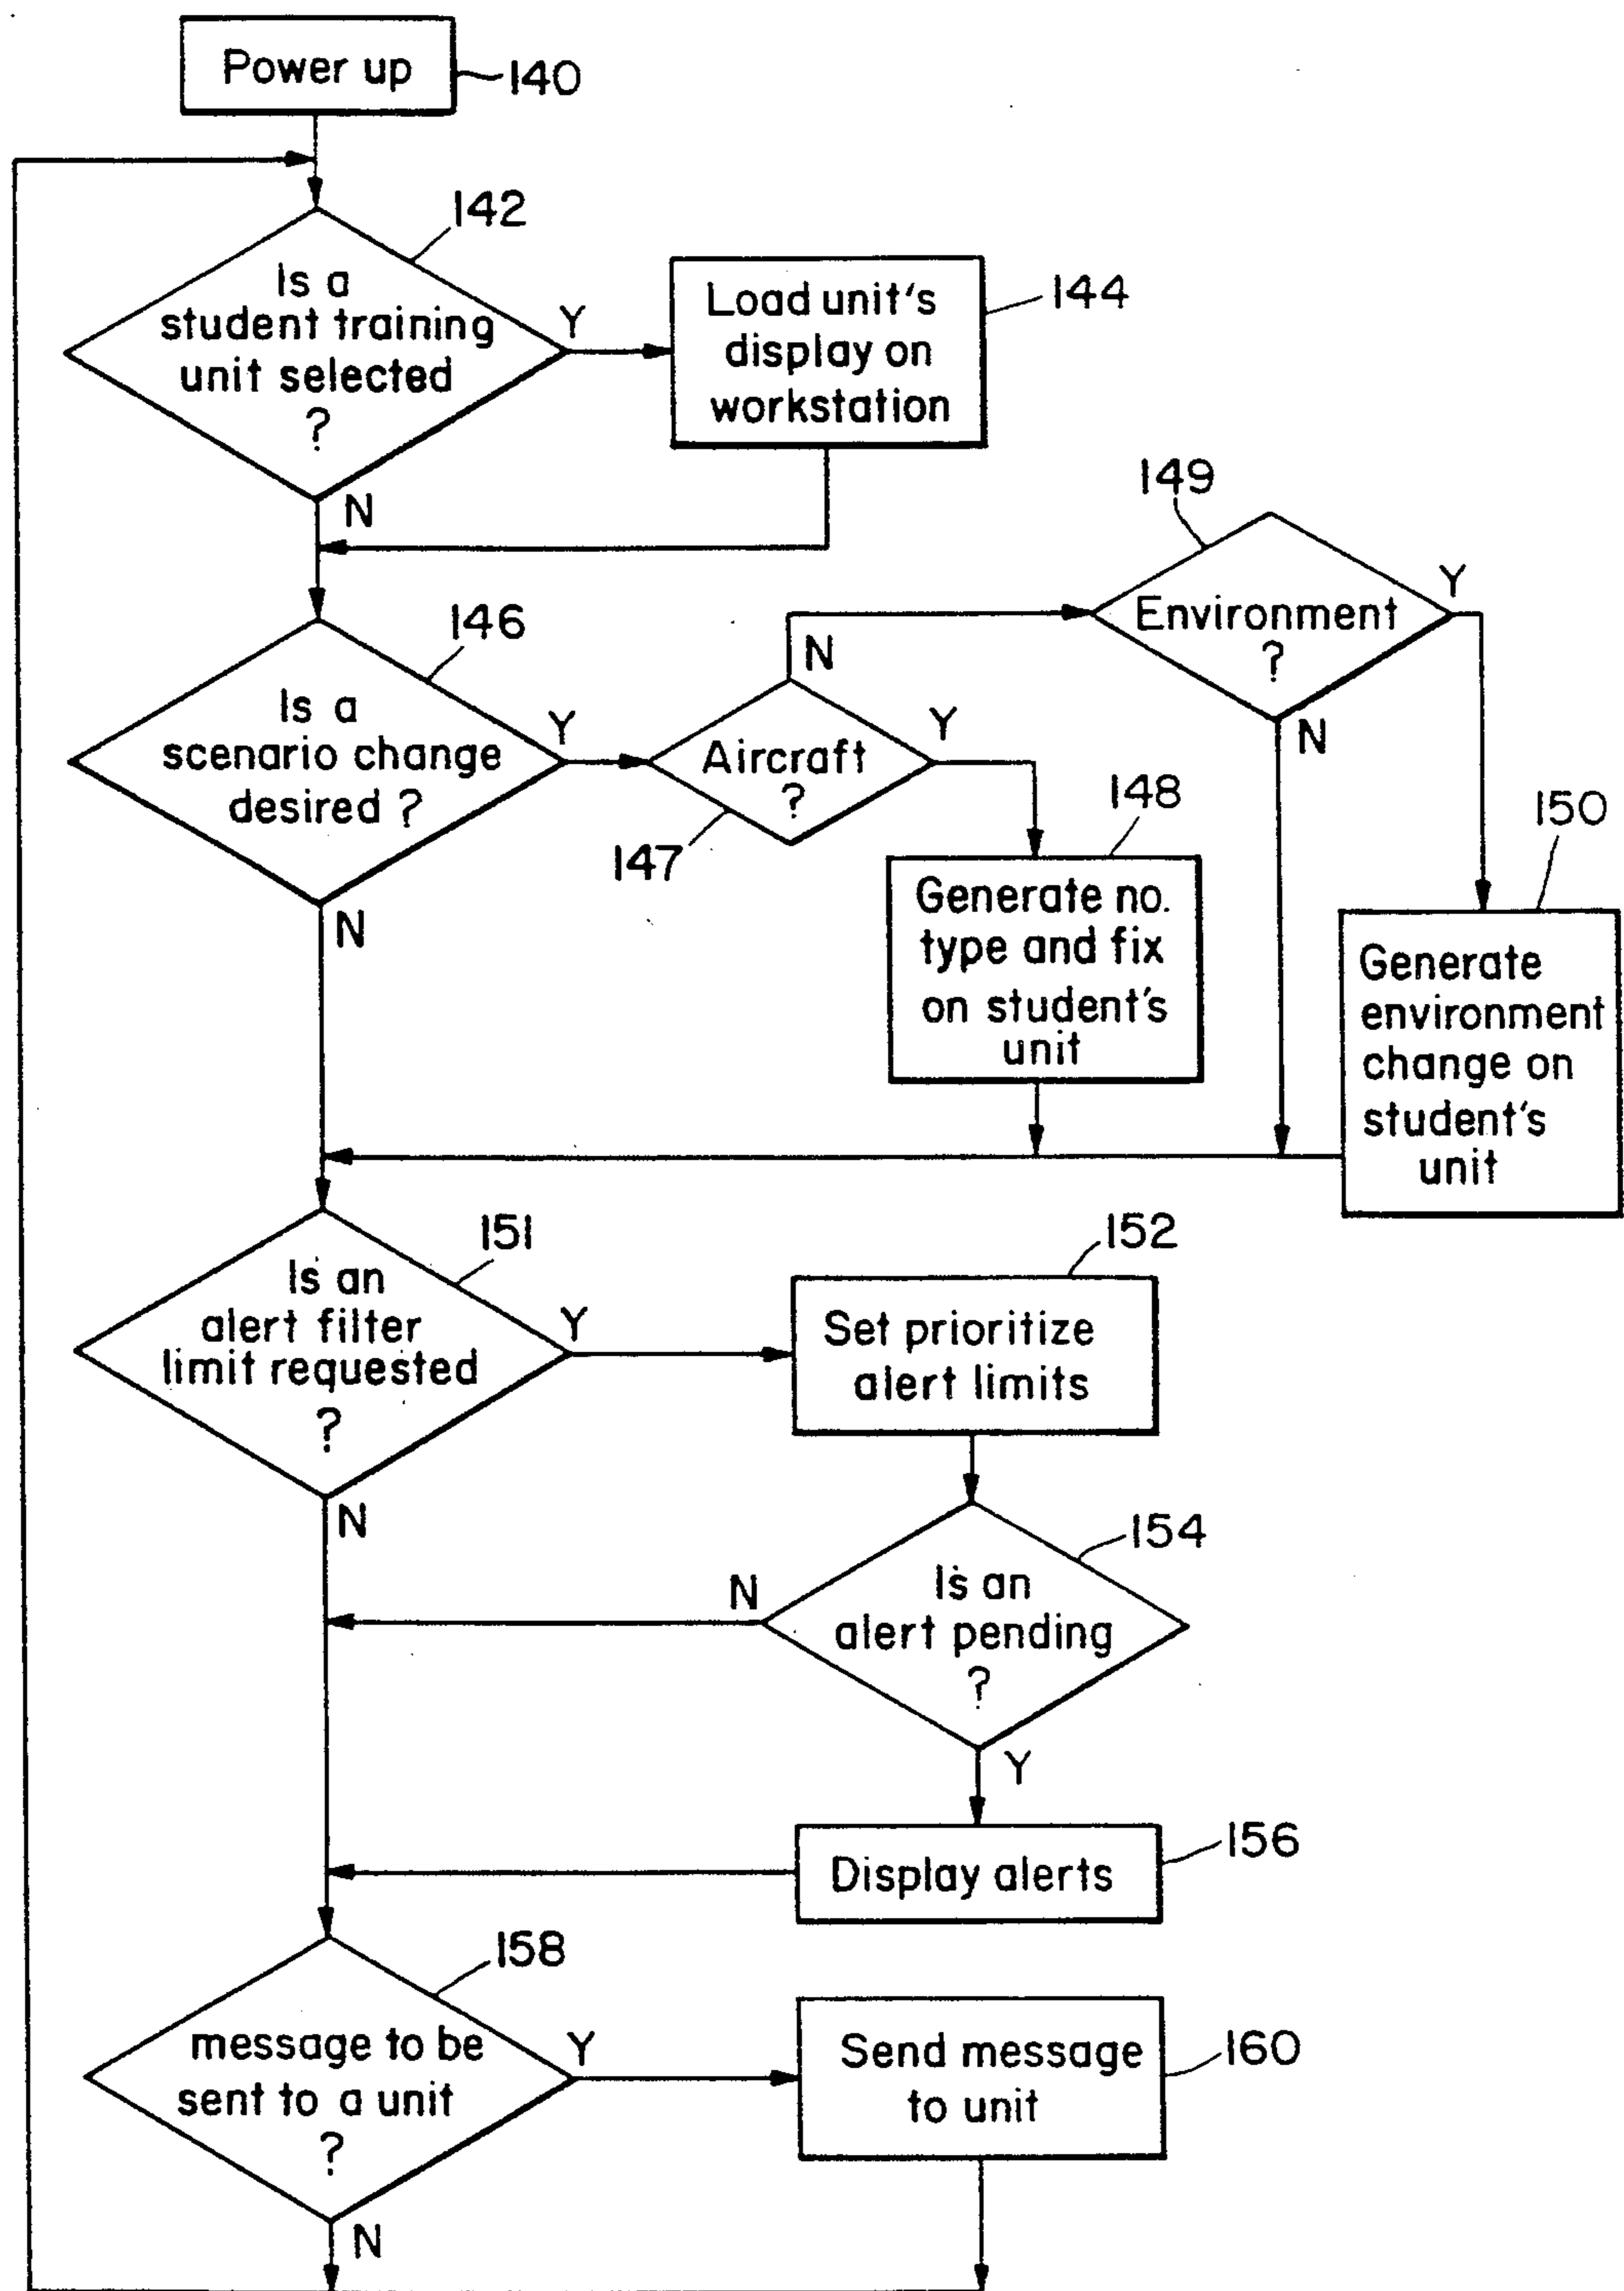 Power up
140
142
Is a
student training
unit selected
?
Y
N
Load unit's
display on
workstation
144
146
Is a
scenario change
desired ?
Y
N
Aircraft
?
147
N
Y
149
Environment
?
Y
N
148
Generate no.
type and fix
on student's
unit
150
Generate
environment
change on
student's
unit
151
Is an
alert filter
limit requested
?
Y
N
152
Set prioritize
alert limits
154
Is an
alert pending
?
N
Y
156
Display alerts
158
message to be
sent to a unit
?
Y
N
Send message
to unit
160